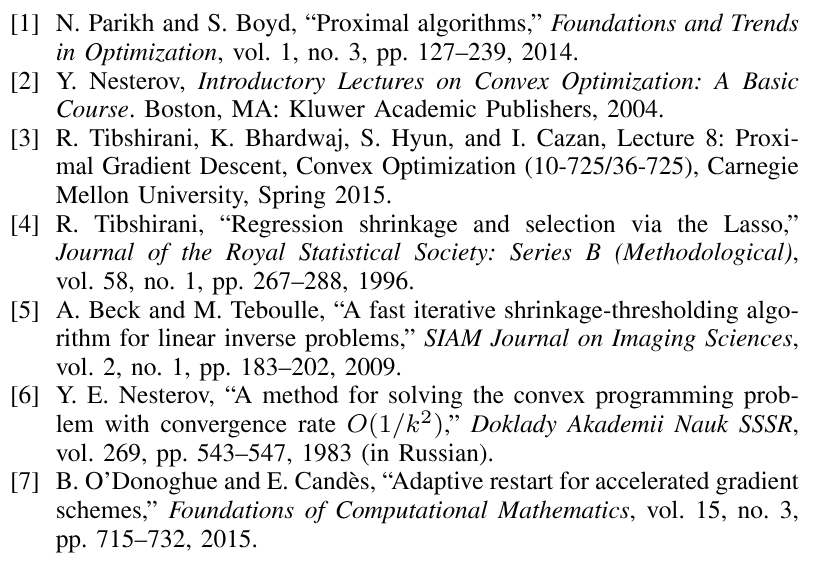 [1] N. Parikh and S. Boyd, “Proximal algorithms,” Foundations and Trends
in Optimization, vol. 1, no. 3, pp. 127–239, 2014.
[2] Y. Nesterov, Introductory Lectures on Convex Optimization: A Basic
Course. Boston, MA: Kluwer Academic Publishers, 2004.
[3] R. Tibshirani, K. Bhardwaj, S. Hyun, and I. Cazan, Lecture 8: Proxi-
mal Gradient Descent, Convex Optimization (10-725/36-725), Carnegie
Mellon University, Spring 2015.
[4] R. Tibshirani, “Regression shrinkage and selection via the Lasso,”
Journal of the Royal Statistical Society: Series B (Methodological),
vol. 58, no. 1, pp. 267–288, 1996.
[5] A. Beck and M. Teboulle, “A fast iterative shrinkage-thresholding algo-
rithm for linear inverse problems,” SIAM Journal on Imaging Sciences,
vol. 2, no. 1, pp. 183–202, 2009.
[6] Y. E. Nesterov, “A method for solving the convex programming prob-
lem with convergence rate O(1/k²),” Doklady Akademii Nauk SSSR,
vol. 269, pp. 543–547, 1983 (in Russian).
[7] B. O’Donoghue and E. Candès, “Adaptive restart for accelerated gradient
schemes,” Foundations of Computational Mathematics, vol. 15, no. 3,
pp. 715–732, 2015.